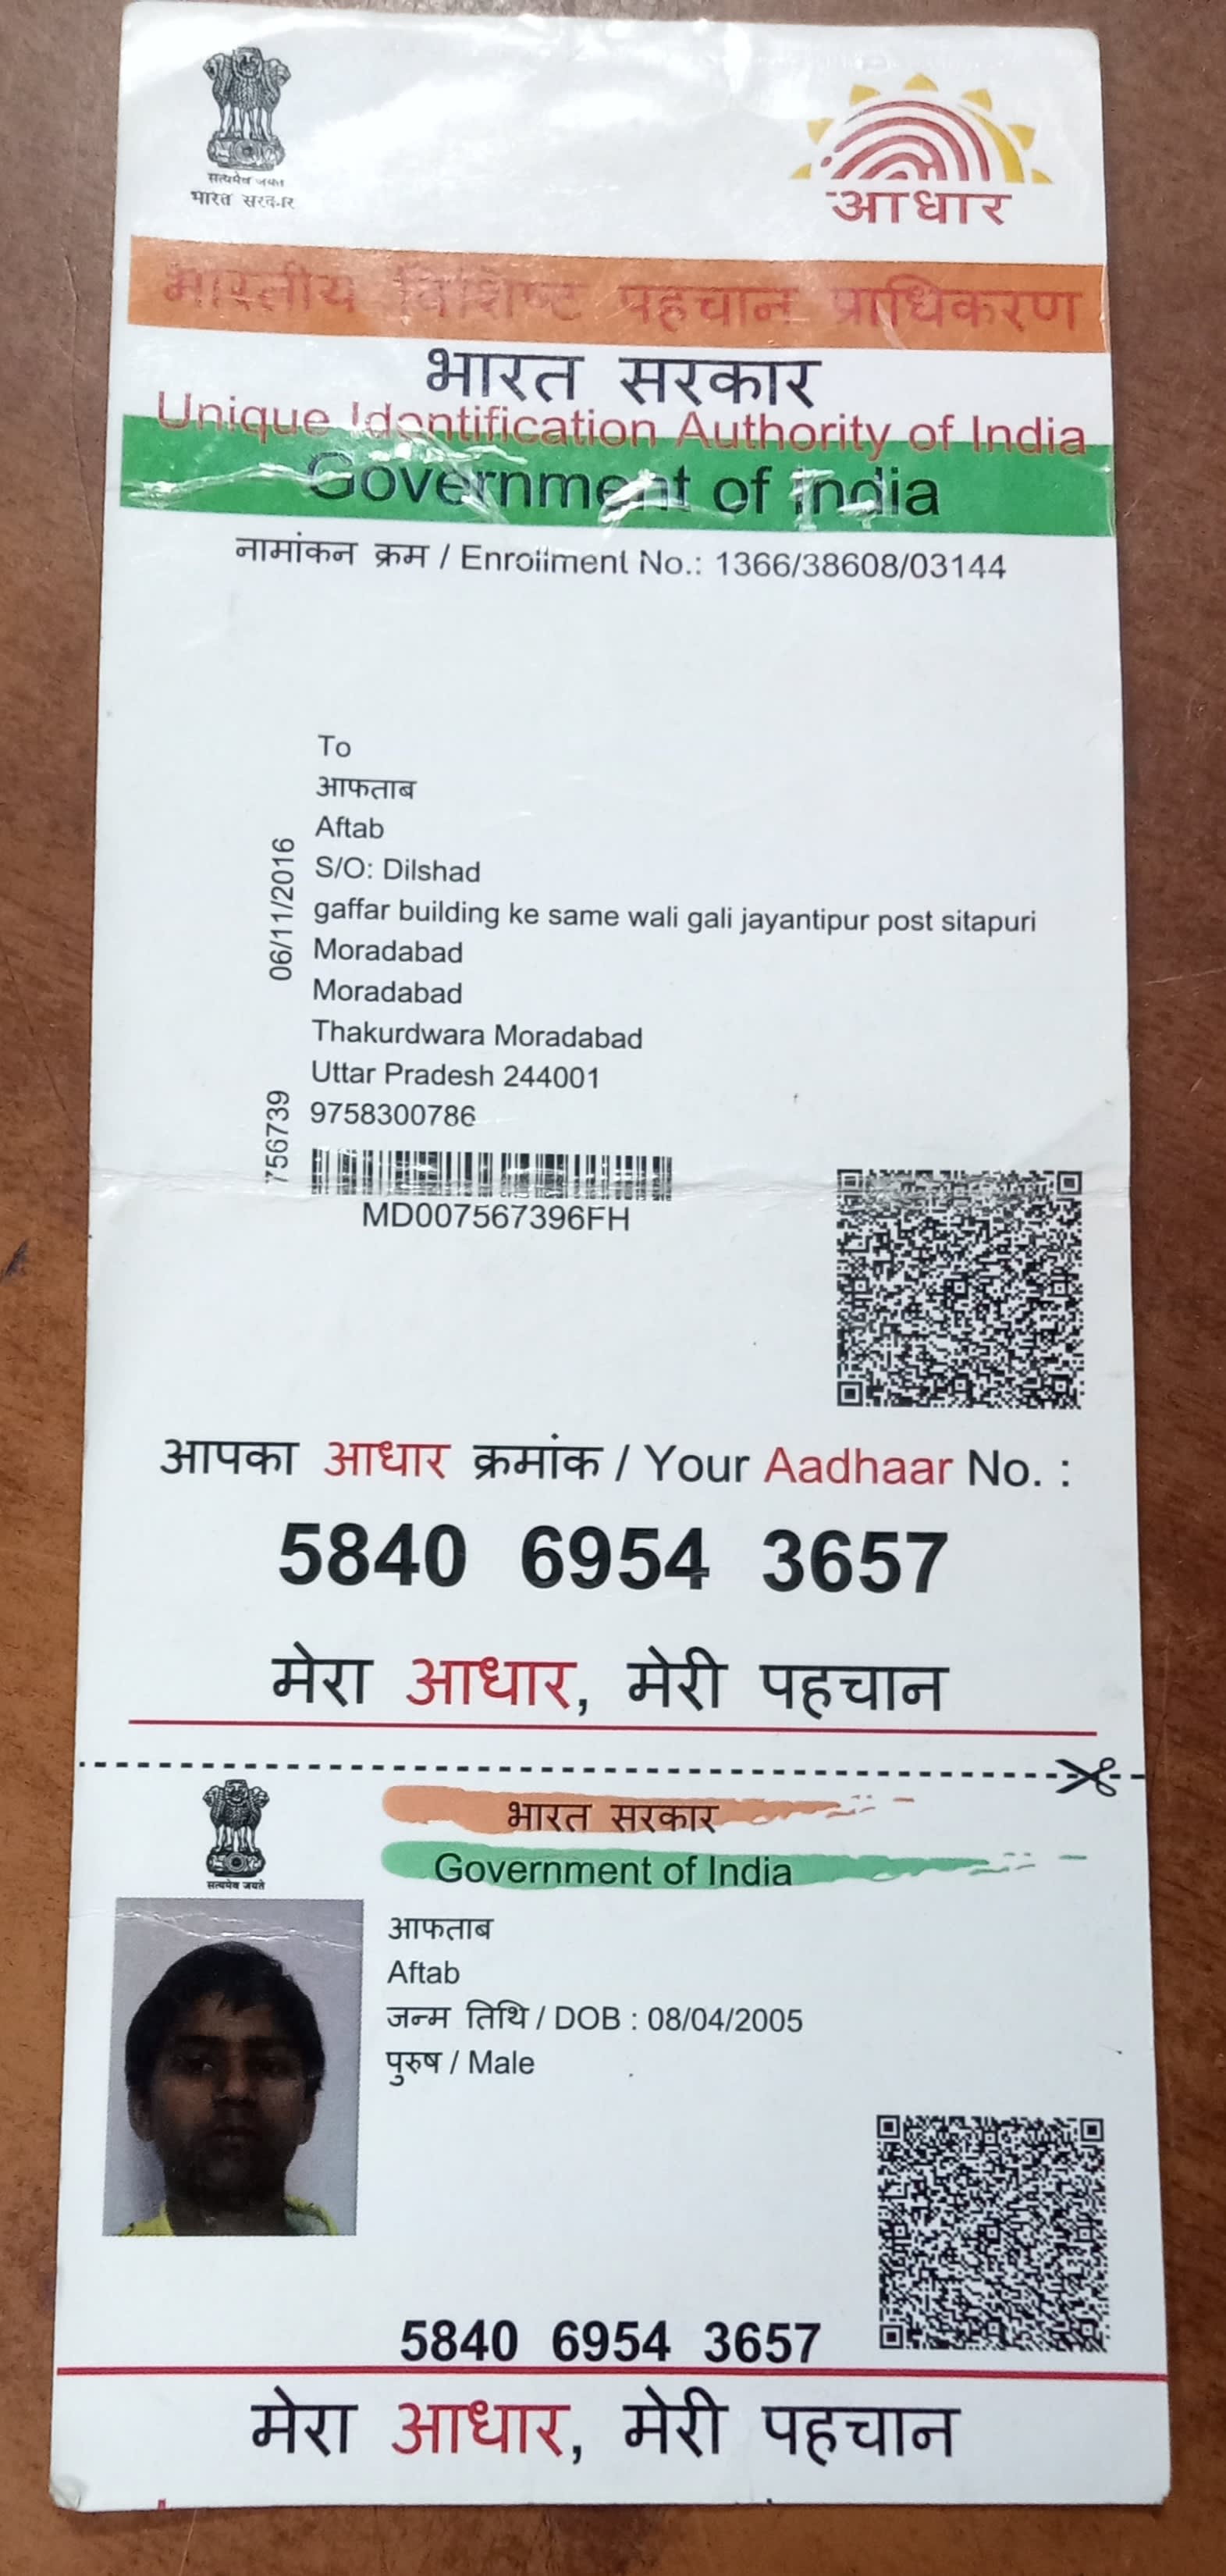 सत्यमेव जयते
भारत सरकार
आधार
भारतीय विशिष्ट पहचान प्राधिकरण
भारत सरकार
Unique Identification Authority of India
Government of India
नामांकन क्रम / Enrollment No.: 1366/38608/03144
To
आफताब
Aftab
S/O: Dilshad
gaffar building ke same wali gali jayantipur post sitapuri
Moradabad
Moradabad
Thakurdwara Moradabad
Uttar Pradesh 244001
9758300786
06/11/2016
756739
MD007567396FH
आपका आधार क्रमांक / Your Aadhaar No. :
5840 6954 3657
मेरा आधार, मेरी पहचान
सत्यमेव जयते
भारत सरकार
Government of India
आफताब
Aftab
जन्म तिथि / DOB : 08/04/2005
पुरुष / Male
5840 6954 3657
मेरा आधार, मेरी पहचान